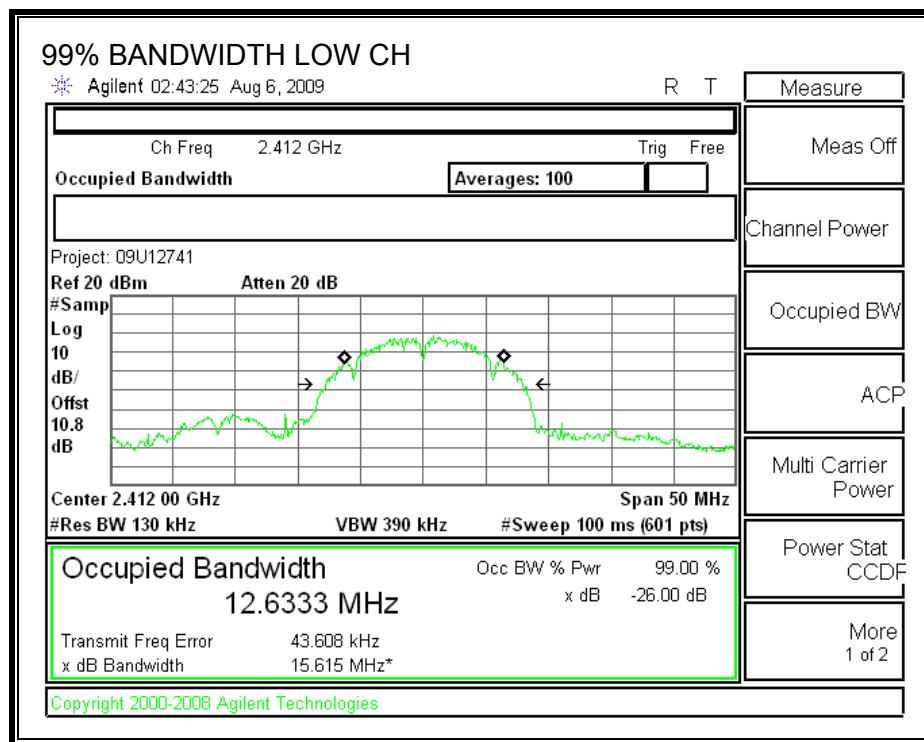 99% BANDWIDTH LOW CH
Agilent 02:43:25 Aug 6, 2009 R T
Measure
Ch Freq 2.412 GHz Trig Free
Occupied Bandwidth Averages: 100
Project: 09U12741
Ref 20 dBm Atten 20 dB
#Samp
Log
10
dB/
Offst
10.8
dB
Center 2.412 00 GHz Span 50 MHz
#Res BW 130 kHz VBW 390 kHz #Sweep 100 ms (601 pts)
Occupied Bandwidth Occ BW % Pwr 99.00 %
12.6333 MHz x dB -26.00 dB
Transmit Freq Error 43.608 kHz
x dB Bandwidth 15.615 MHz*
Copyright 2000-2008 Agilent Technologies
Meas Off
Channel Power
Occupied BW
ACP
Multi Carrier
Power
Power Stat
CCDF
More
1 of 2